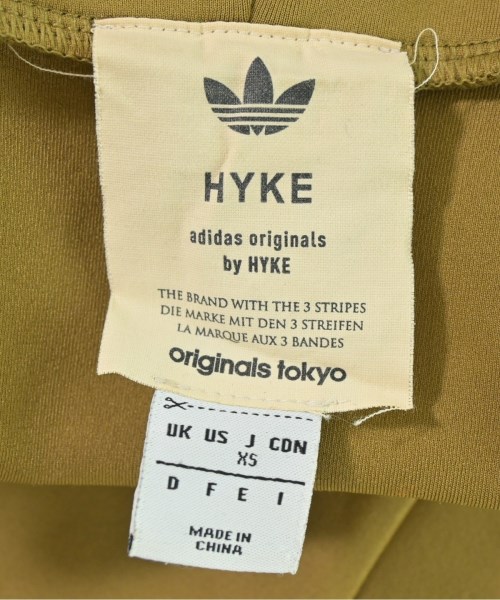 HYKE
adidas originals
by HYKE
THE BRAND WITH THE 3 STRIPES
DIE MARKE MIT DEN 3 STREIFEN
LA MARQUE AUX 3 BANDES
originals tokyo
UK US J CDN
XS
D F E I
MADE IN
CHINA